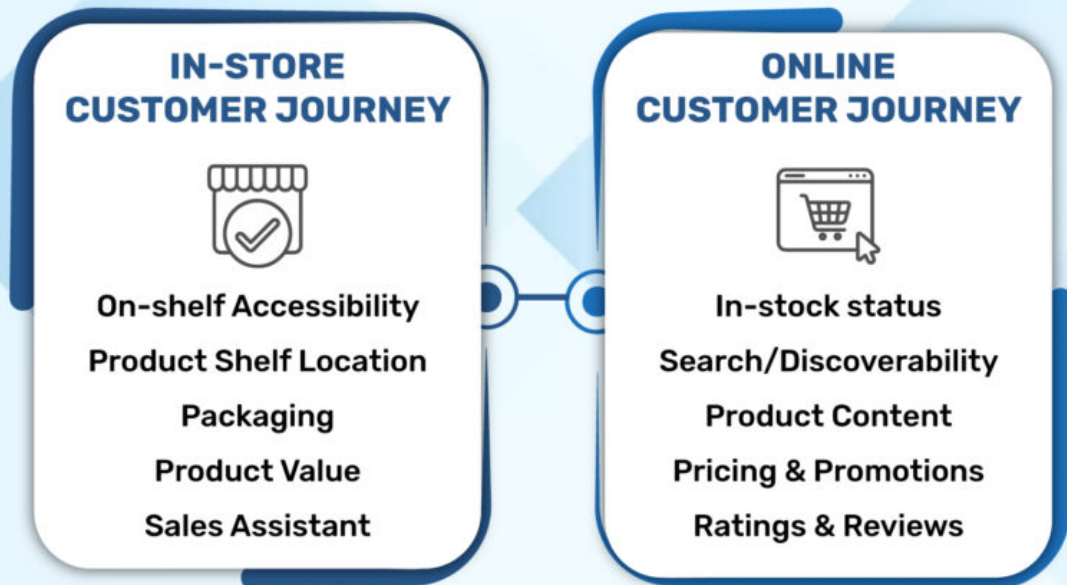 IN-STORE
CUSTOMER JOURNEY
On-shelf Accessibility
Product Shelf Location
Packaging
Product Value
Sales Assistant
ONLINE
CUSTOMER JOURNEY
In-stock status
Search/Discoverability
Product Content
Pricing & Promotions
Ratings & Reviews